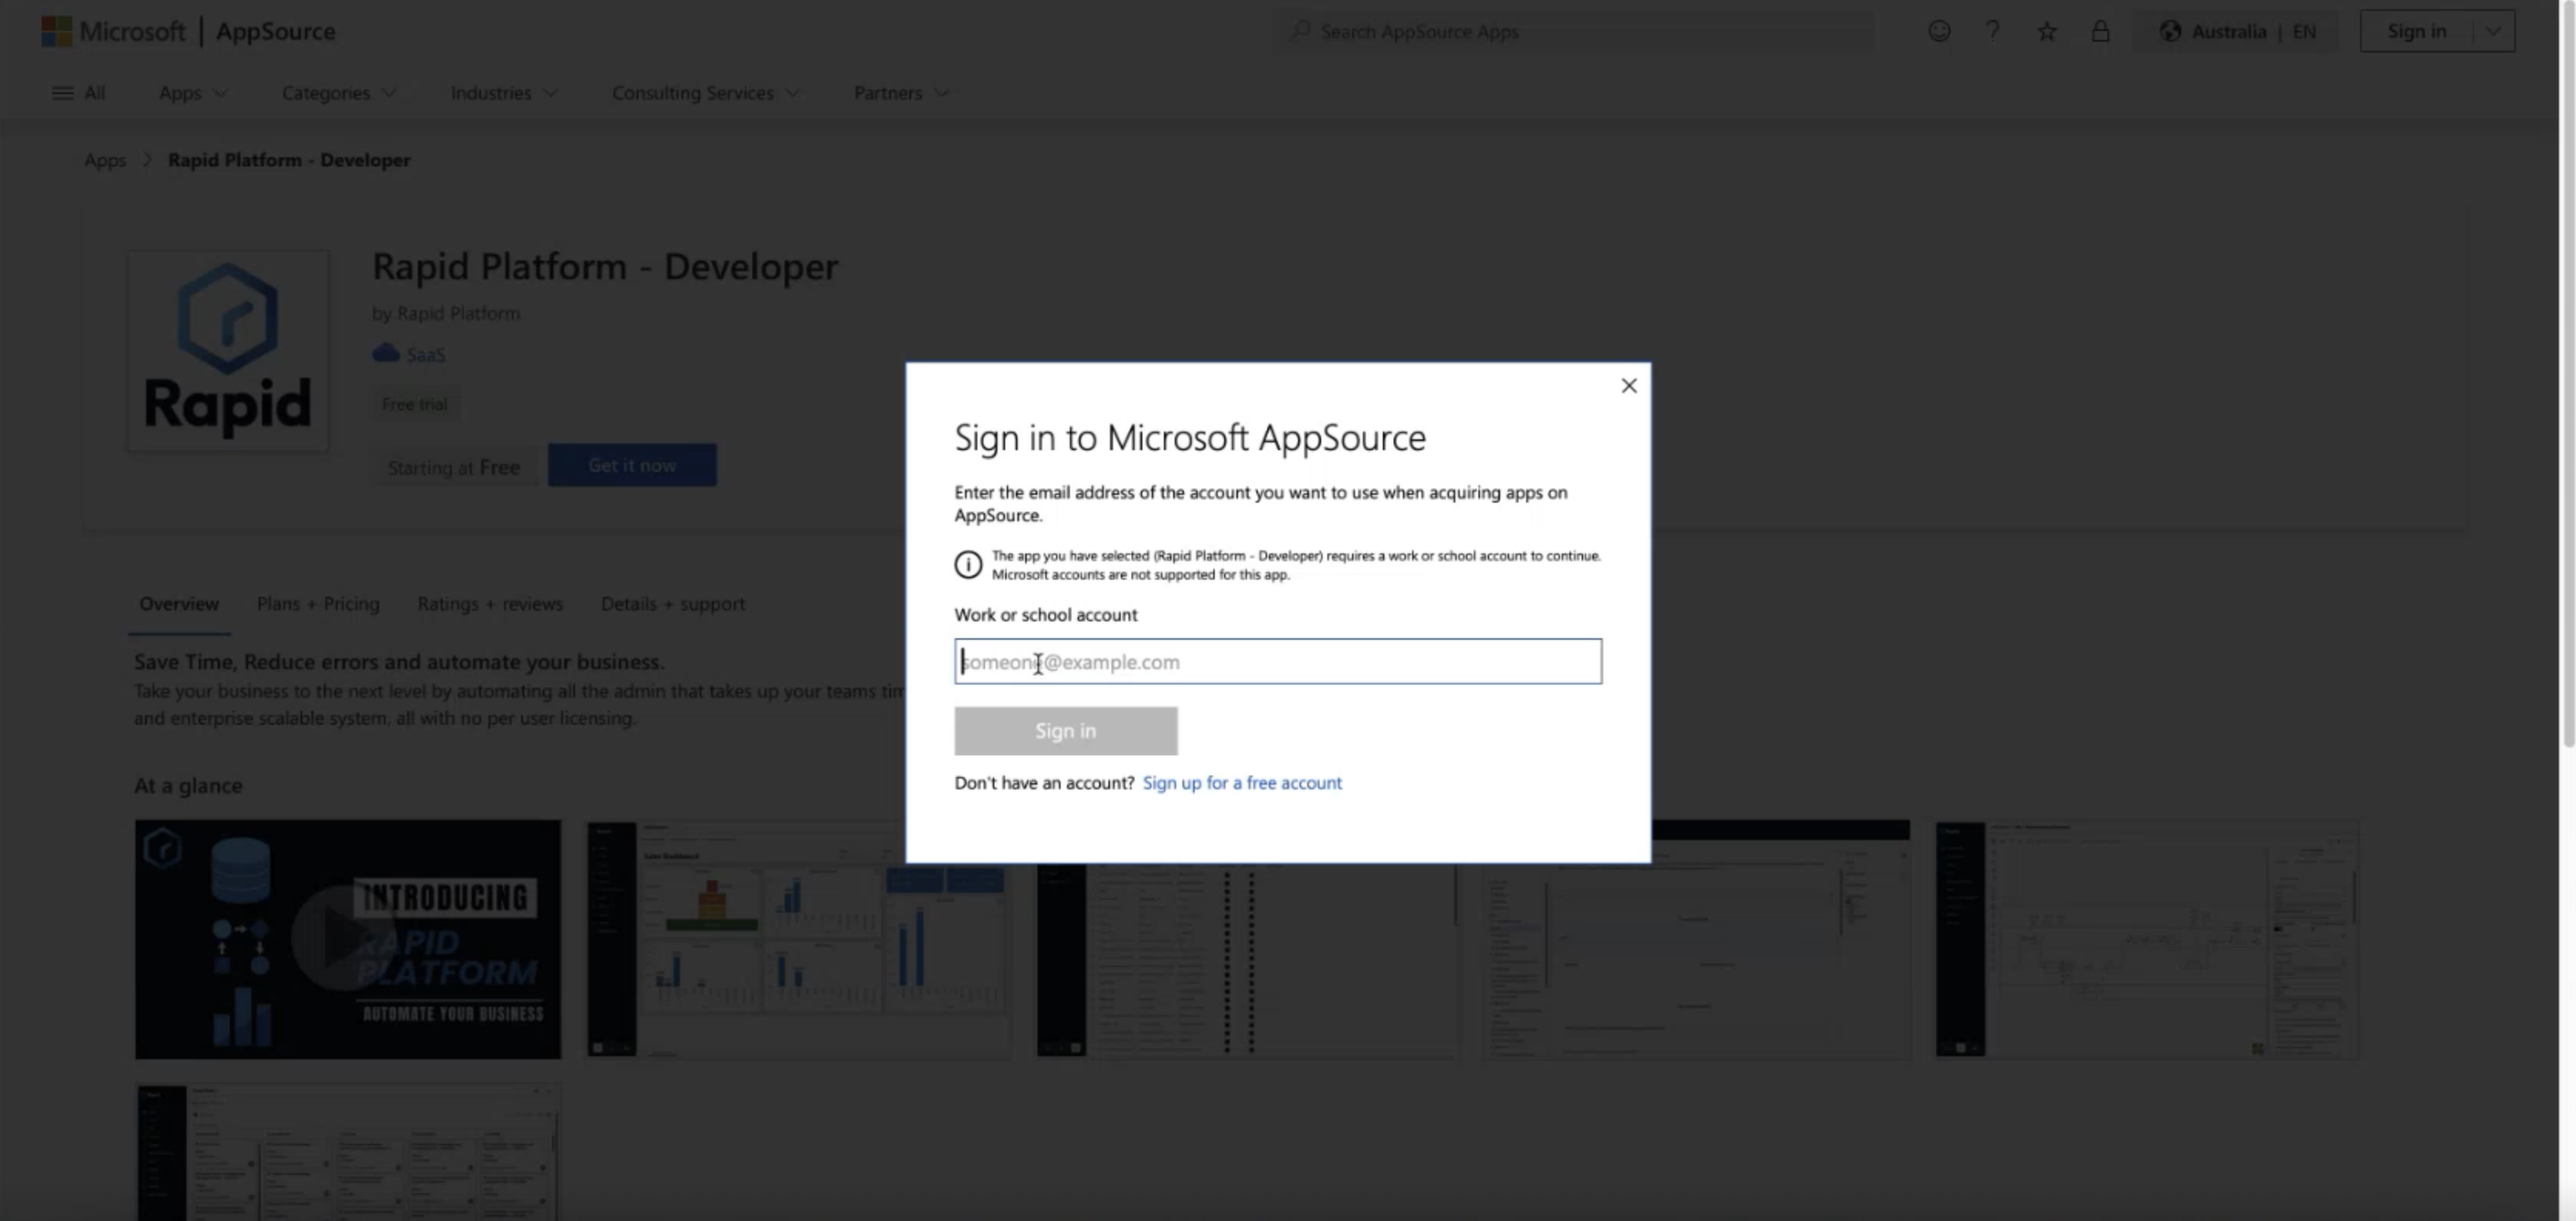 Microsoft | AppSource
Search AppSource Apps
?
Australia | EN
Sign in
All
Apps
Categories
Industries
Consulting Services
Partners
Apps > Rapid Platform - Developer
Rapid Platform - Developer
by Rapid Platform
SaaS
Free trial
Starting at Free
Get it now
Rapid
Sign in to Microsoft AppSource
Enter the email address of the account you want to use when acquiring apps on
AppSource.
The app you have selected (Rapid Platform - Developer) requires a work or school account to continue.
Microsoft accounts are not supported for this app.
Work or school account
someone@example.com
Sign in
Don't have an account? Sign up for a free account
Overview
Plans + Pricing
Ratings + reviews
Details + support
Save Time, Reduce errors and automate your business.
Take your business to the next level by automating all the admin that takes up your teams
and enterprise scalable system, all with no per user licensing.
At a glance
INTRODUCING
RAPID
PLATFORM
AUTOMATE YOUR BUSINESS
Sales Dashboard